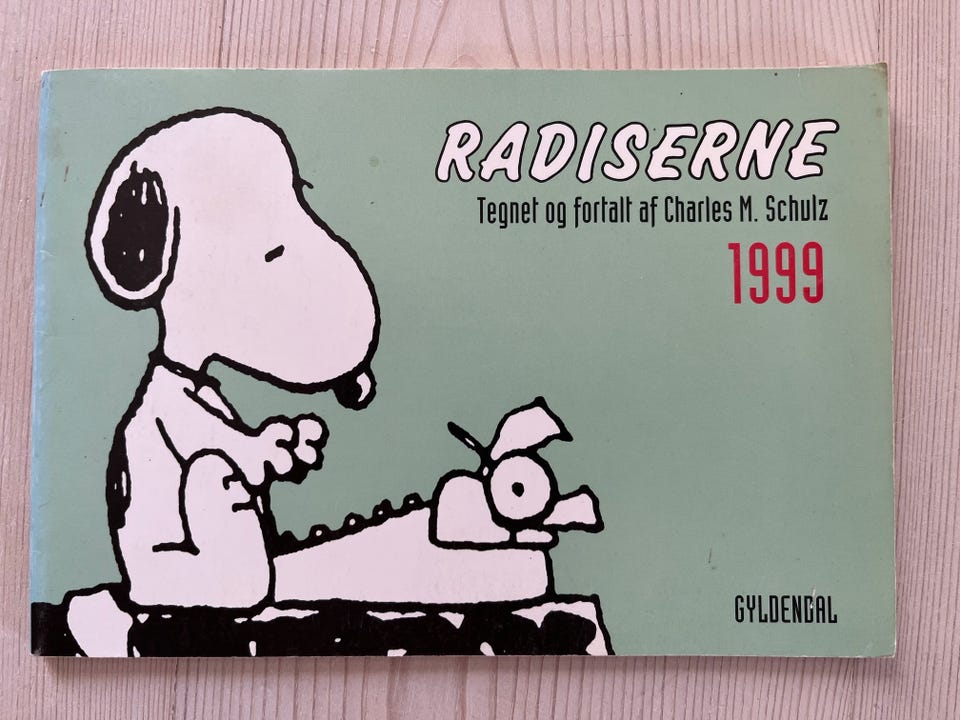 RADISERNE
Tegnet og fortalt af Charles M. Schulz
1999
GYLDENDAL